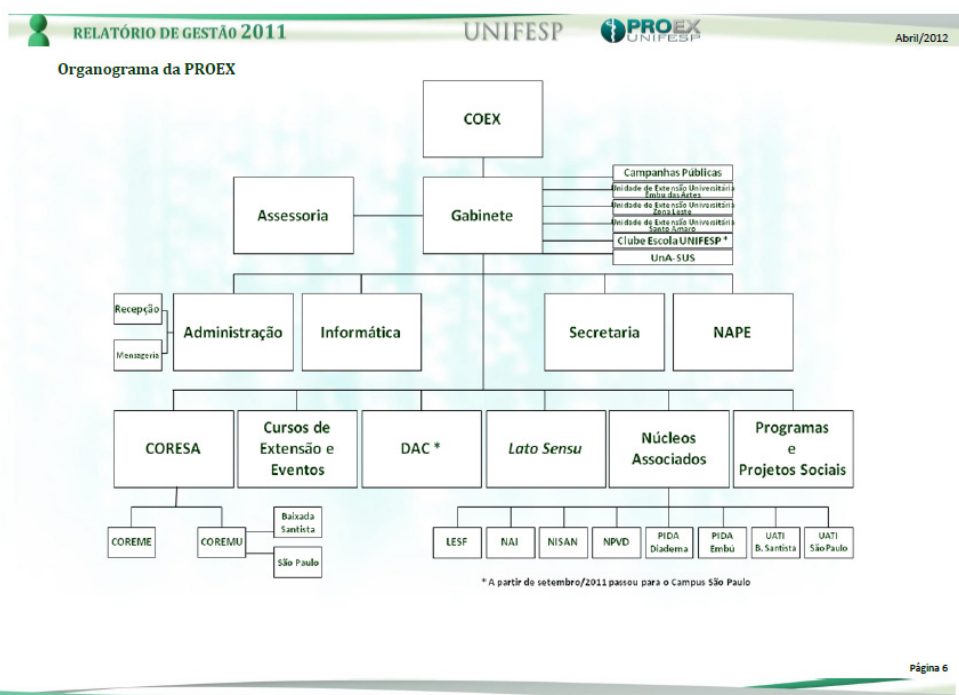 RELATÓRIO DE GESTÃO 2011
UNIFESP
PROEX
UNIFESP
Abril/2012
Organograma da PROEX
COEX
Assessoria
Gabinete
Campanhas Públicas
Unidade de Extensão Universitária
Embu das Artes
Unidade de Extensão Universitária
Zona Leste
Unidade de Extensão Universitária
Santo Amaro
Clube Escola UNIFESP *
UnA-SUS
Recepção
Mensageria
Administração
Informática
Secretaria
NAPE
CORESA
Cursos de
Extensão e
Eventos
DAC *
Lato Sensu
Núcleos
Associados
Programas
e
Projetos Sociais
COREME
COREMU
Baixada
Santista
São Paulo
LESF
NAI
NISAN
NPVD
PIDA
Diadema
PIDA
Embú
UATI
B. Santista
UATI
São Paulo
* A partir de setembro/2011 passou para o Campus São Paulo
Página 6